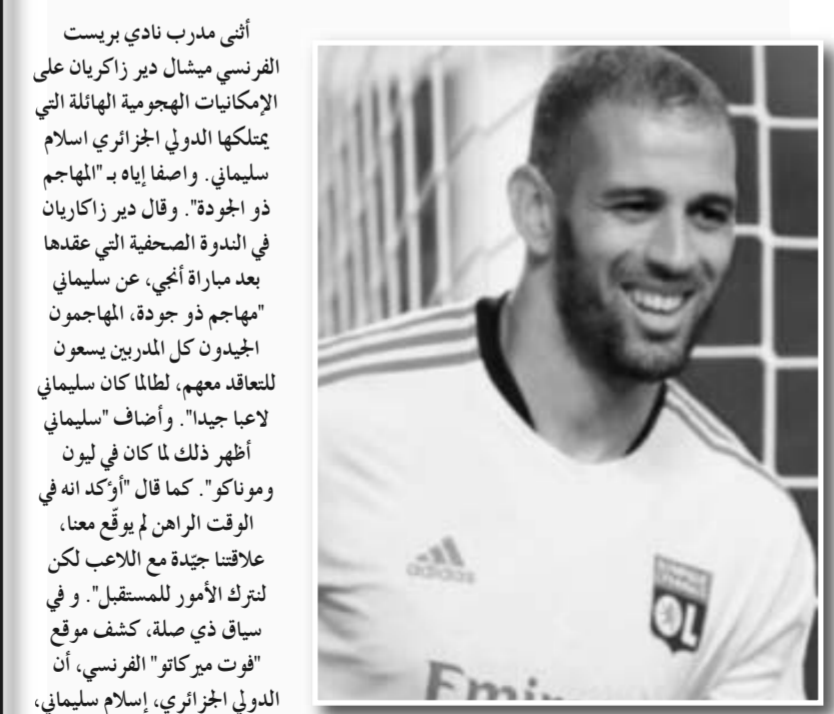 أثنى مدرب نادي بريست
الفرنسي ميشال دير زاكريان على
الإمكانيات الهجومية الهائلة التي
يمتلكها الدولي الجزائري اسلام
سليماني. واصفا إياه بـ "المهاجم
ذو الجودة". وقال دير زاكاريان
في الندوة الصحفية التي عقدها
بعد مباراة أنجي، عن سليماني
"مهاجم ذو جودة، المهاجمون
الجيدون كل المدربين يسعون
للتعاقد معهم، لطالما كان سليماني
لاعبا جيدا". وأضاف "سليماني
أظهر ذلك لما كان في ليون
وموناكو". كما قال "أوٴكد انه في
الوقت الراهن لم يوقّع معنا،
علاقتنا جيّدة مع اللاعب لكن
لنترك الأمور للمستقبل". و في
سياق ذي صلة، كشف موقع
"فوت ميركاتو" الفرنسي، أن
الدولي الجزائري، إسلام سليماني،
adidas
OL